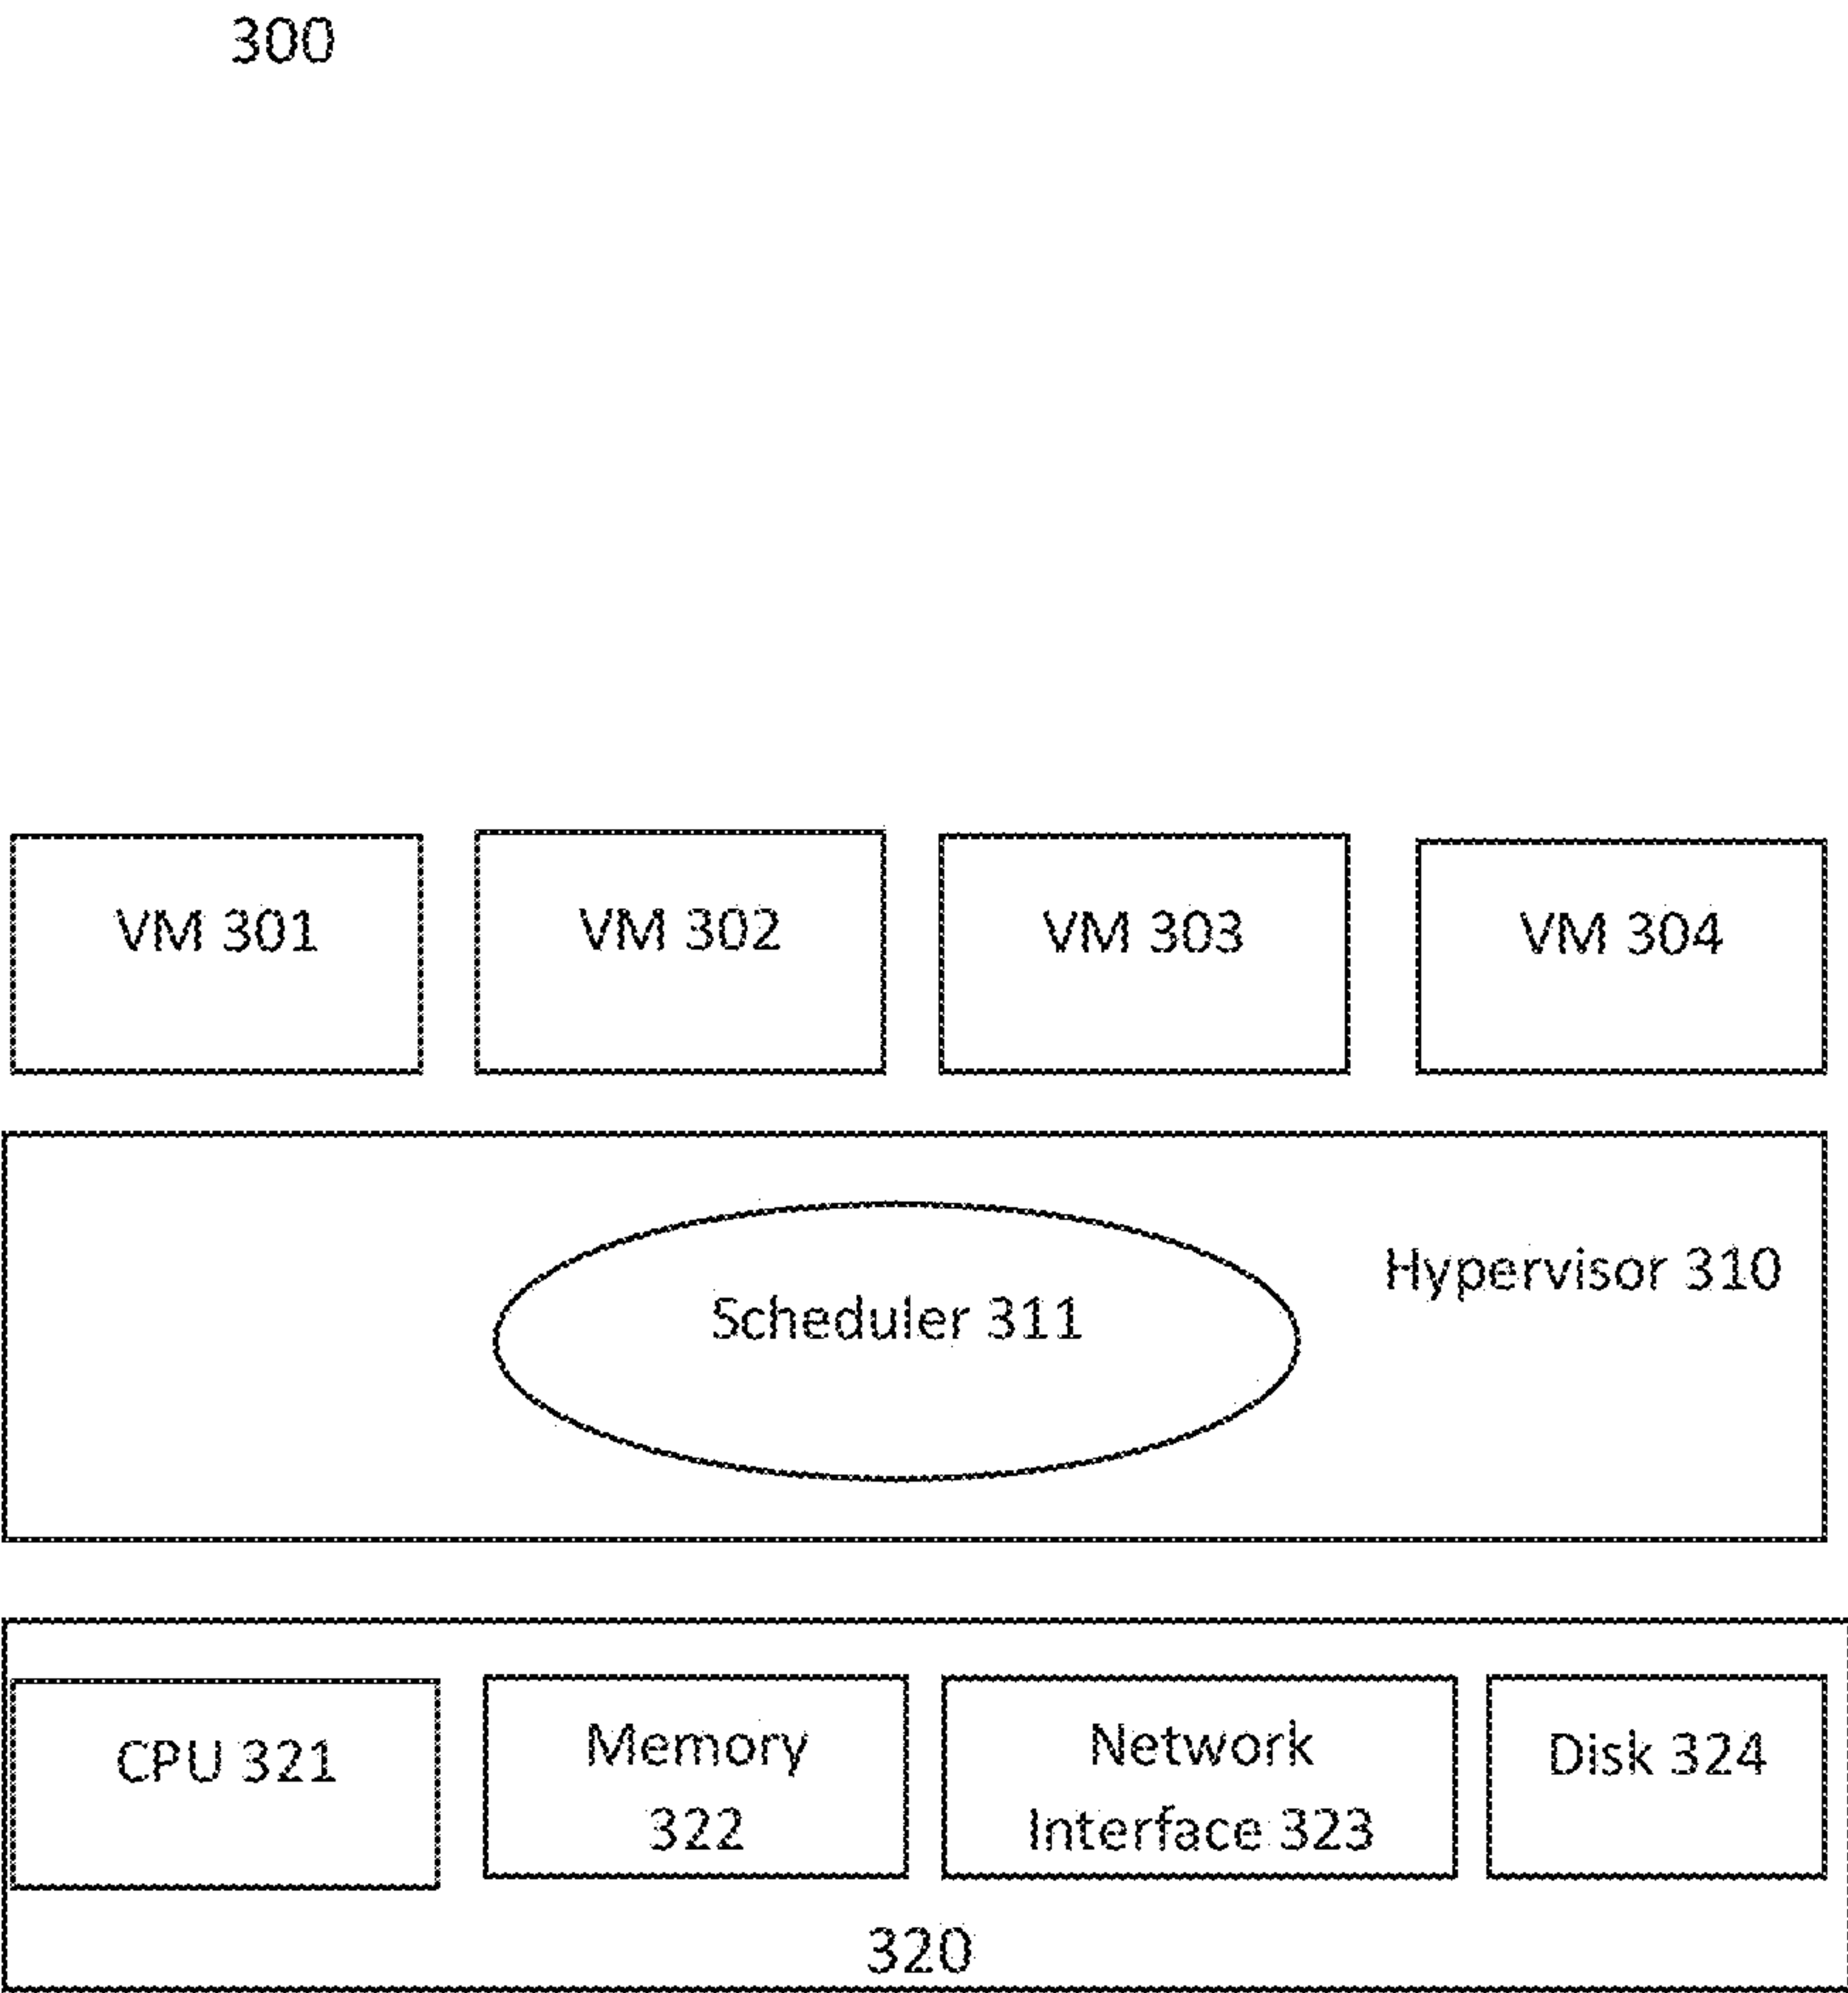 300
VM 301
VM 302
VM 303
VM 304
Hypervisor 310
Scheduler 311
CPU 321
Memory
322
Network
Interface 323
Disk 324
320